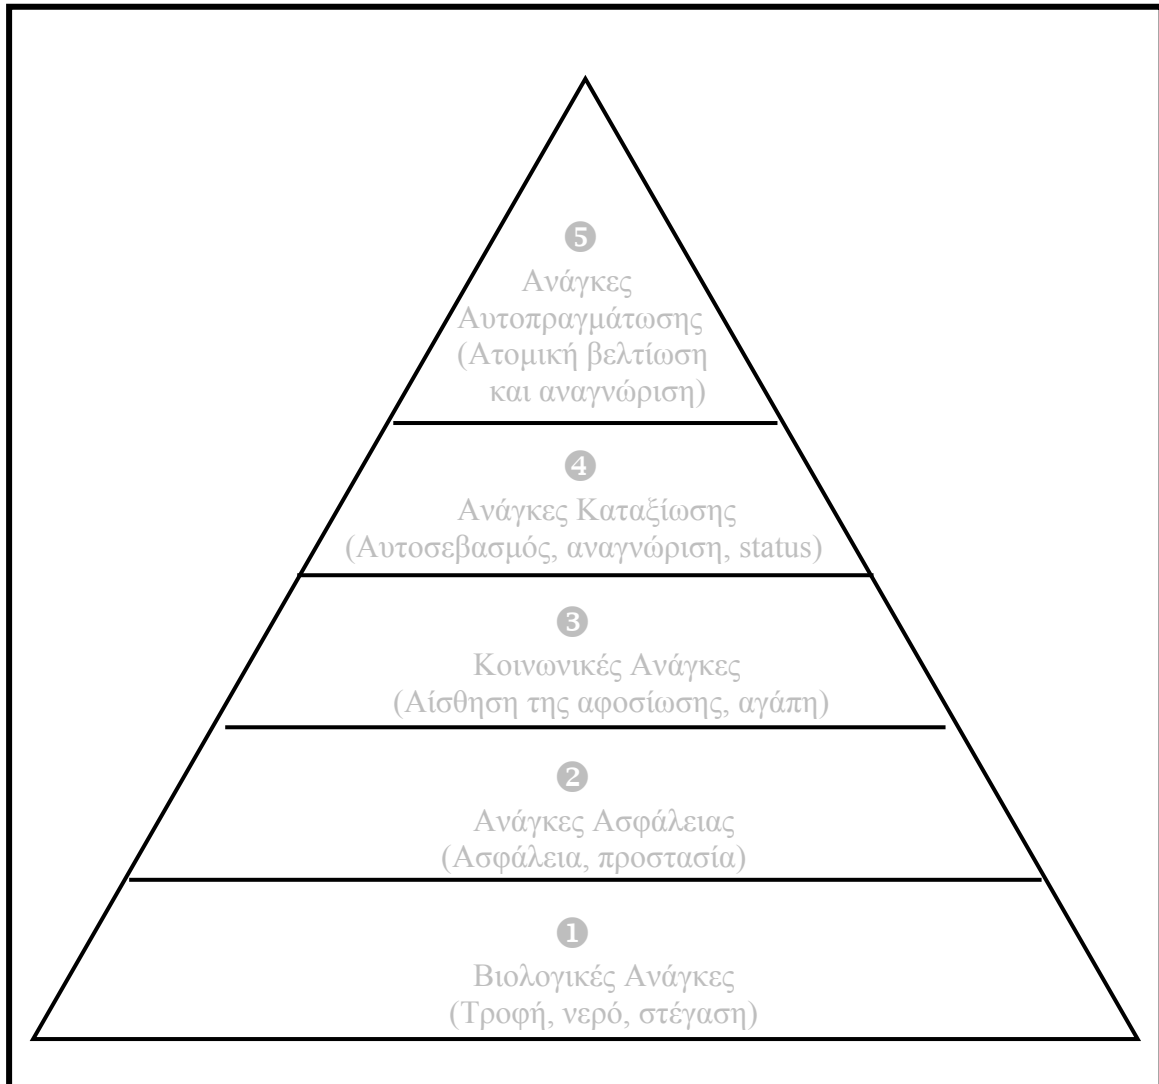 ❺
Ανάγκες
Αυτοπραγμάτωσης
(Ατομική βελτίωση
και αναγνώριση)
❹
Ανάγκες Καταξίωσης
(Αυτοσεβασμός, αναγνώριση, status)
❸
Κοινωνικές Ανάγκες
(Αίσθηση της αφοσίωσης, αγάπη)
❷
Ανάγκες Ασφάλειας
(Ασφάλεια, προστασία)
❶
Βιολογικές Ανάγκες
(Τροφή, νερό, στέγαση)